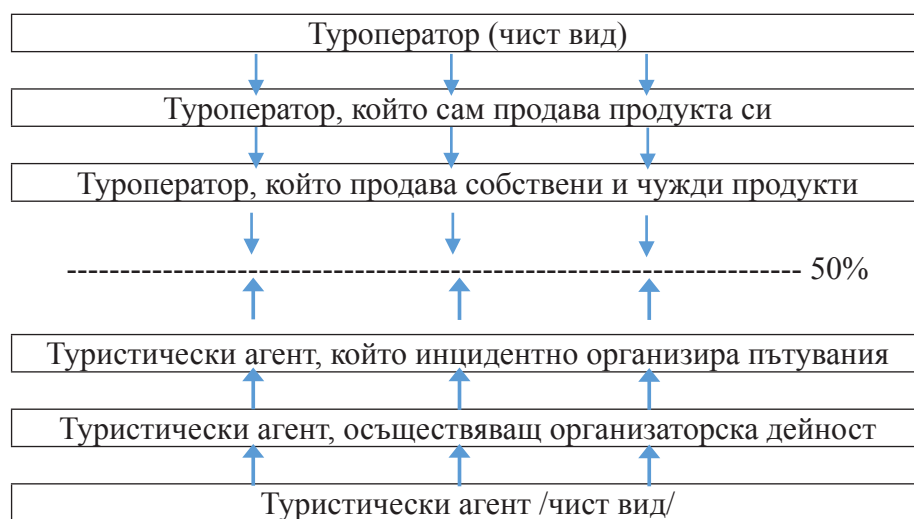 Туроператор (чист вид)
Туроператор, който сам продава продукта си
Туроператор, който продава собствени и чужди продукти
---------------------------------------------------------------- 50%
Туристически агент, който инцидентно организира пътувания
Туристически агент, осъществяващ организаторска дейност
Туристически агент /чист вид/